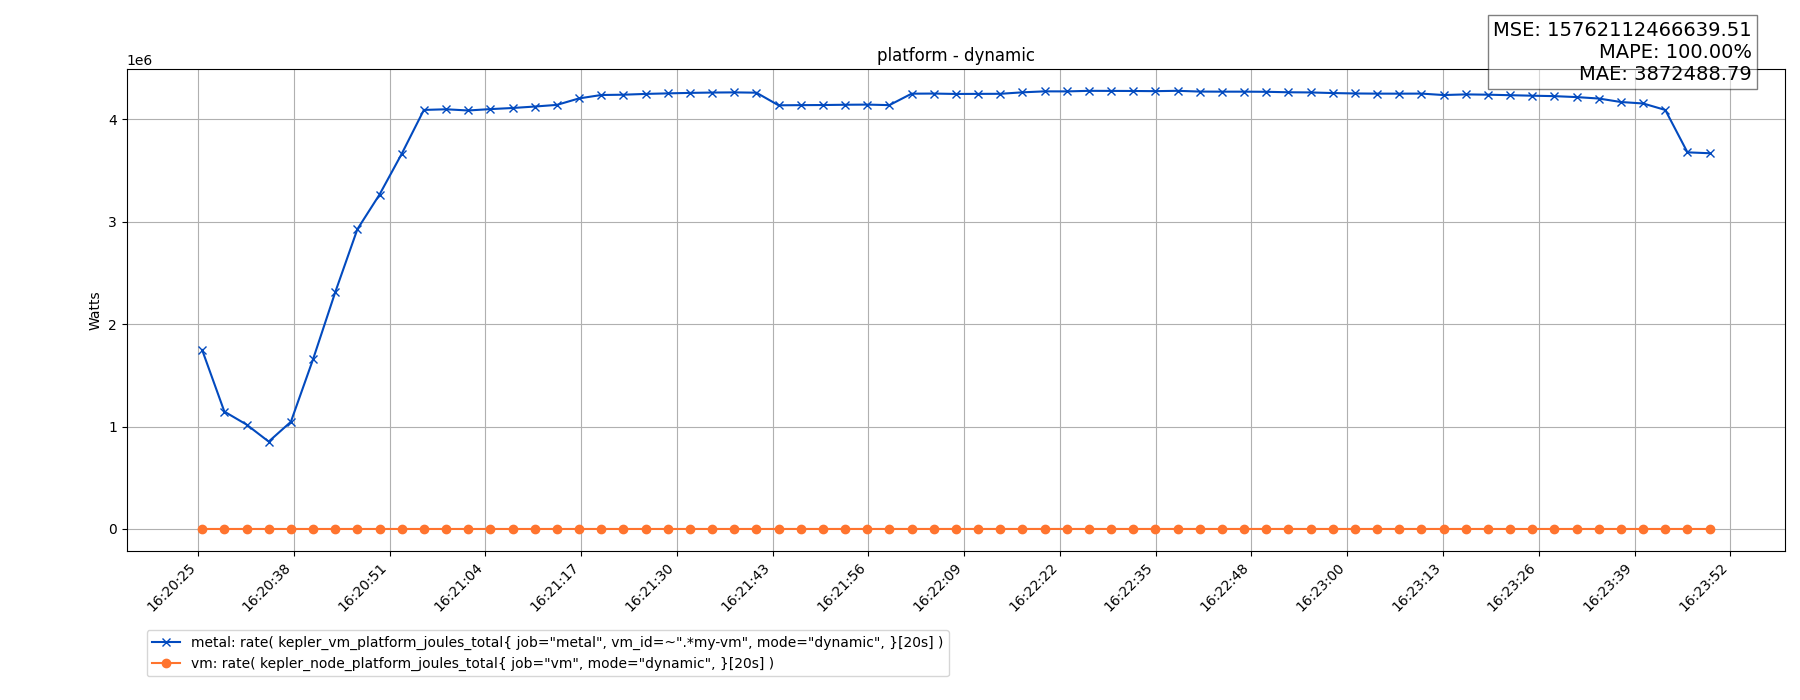 MSE: 15762112466639.51
MAPE: 100.00%
MAE: 3872488.79
platform - dynamic
1e6
Watts
4
3
2
1
0
16:20:25
16:20:38
16:20:51
16:21:04
16:21:17
16:21:30
16:21:43
16:21:56
16:22:09
16:22:22
16:22:35
16:22:48
16:23:00
16:23:13
16:23:26
16:23:39
16:23:52
metal: rate( kepler_vm_platform_joules_total{ job="metal", vm_id=~".*my-vm", mode="dynamic", }[20s] )
vm: rate( kepler_node_platform_joules_total{ job="vm", mode="dynamic", }[20s] )